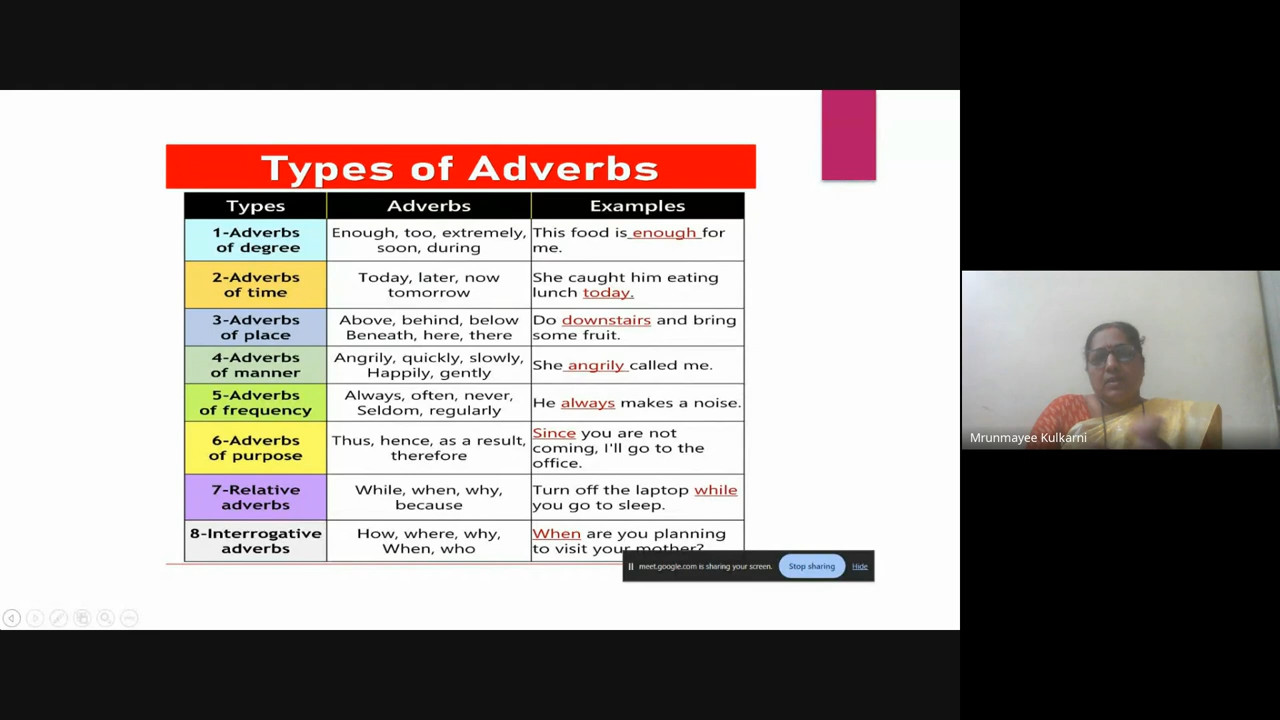 Types of Adverbs
Types Adverbs Examples
1-Adverbs of degree
Enough, too, extremely, soon, during
This food is enough for me.
2-Adverbs of time
Today, later, now tomorrow
She caught him eating lunch today.
3-Adverbs of place
Above, behind, below Beneath, here, there
Do downstairs and bring some fruit.
4-Adverbs of manner
Angrily, quickly, slowly, Happily, gently
She angrily called me.
5-Adverbs of frequency
Always, often, never, Seldom, regularly
He always makes a noise.
6-Adverbs of purpose
Thus, hence, as a result, therefore
Since you are not coming, I'll go to the office.
7-Relative adverbs
While, when, why, because
Turn off the laptop while you go to sleep.
8-Interrogative adverbs
How, where, why, When, who
When are you planning to visit your mother?
meet.google.com is sharing your screen. Stop sharing Hide
Mrunmayee Kulkarni